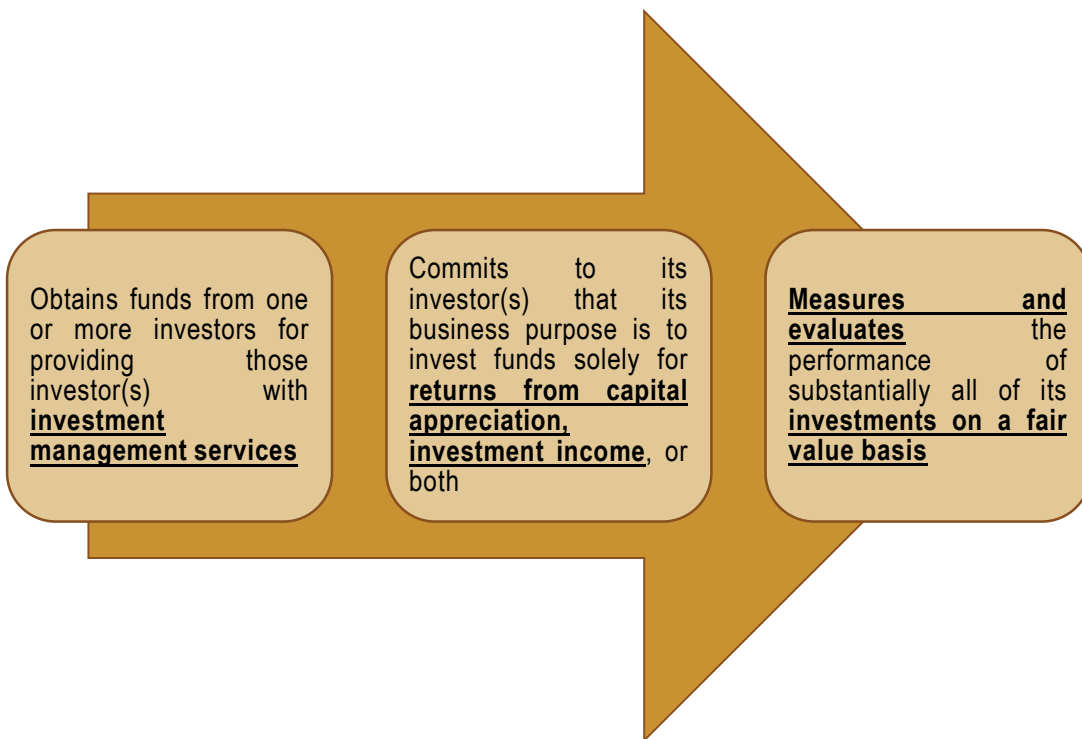 Obtains funds from one
or more investors for
providing those
investor(s) with
investment
management services
Commits to its
investor(s) that its
business purpose is to
invest funds solely for
returns from capital
appreciation,
investment income, or
both
Measures and
evaluates the
performance of
substantially all of its
investments on a fair
value basis